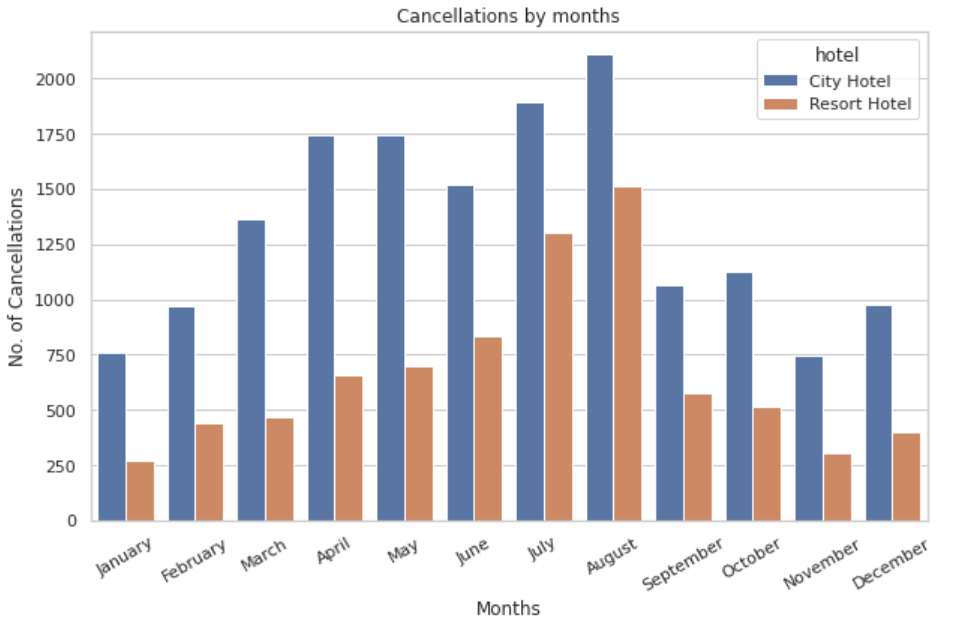 Cancellations by months
hotel
City Hotel
Resort Hotel
No. of Cancellations
2000
1750
1500
1250
1000
750
500
250
0
January February March April May June July August September October November December
Months